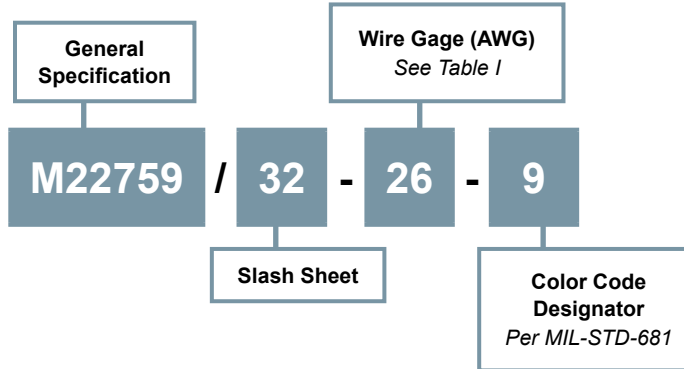 General
Specification
Wire Gage (AWG)
See Table I
M22759 / 32 - 26 - 9
Slash Sheet
Color Code
Designator
Per MIL-STD-681